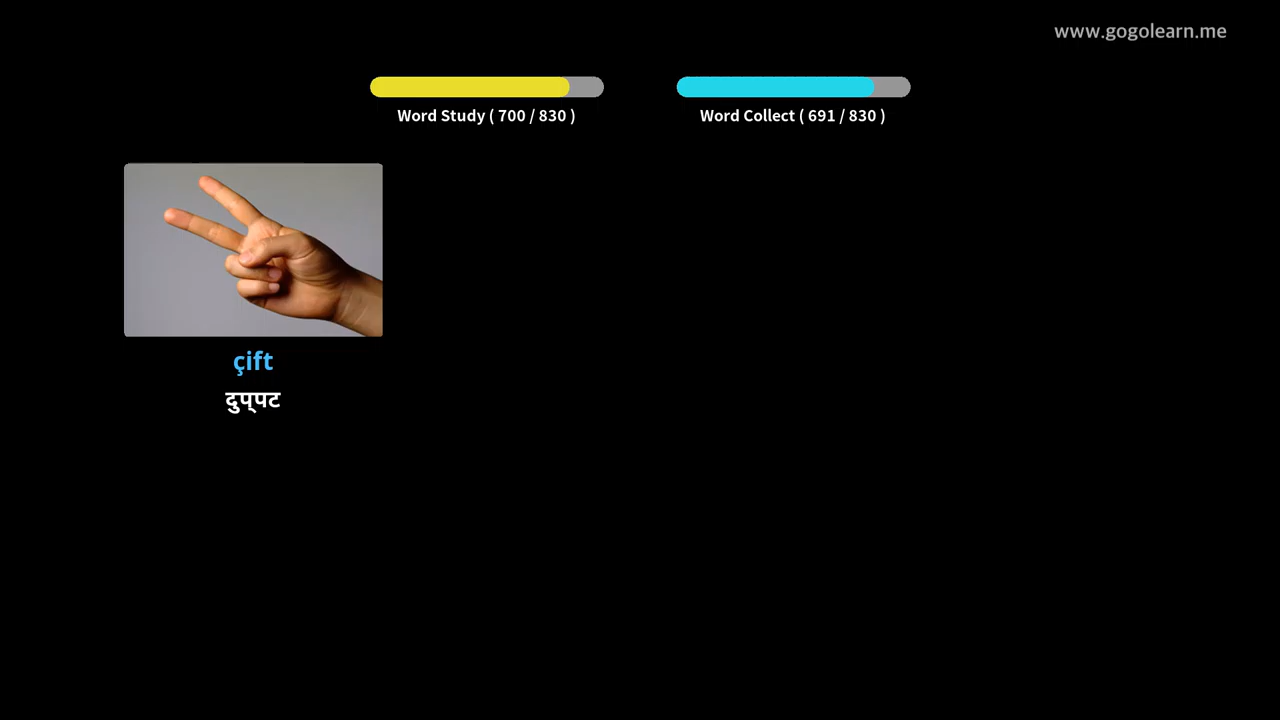 www.gogolearn.me
Word Study ( 700 / 830 )
Word Collect ( 691 / 830 )
çift
दुप्पट